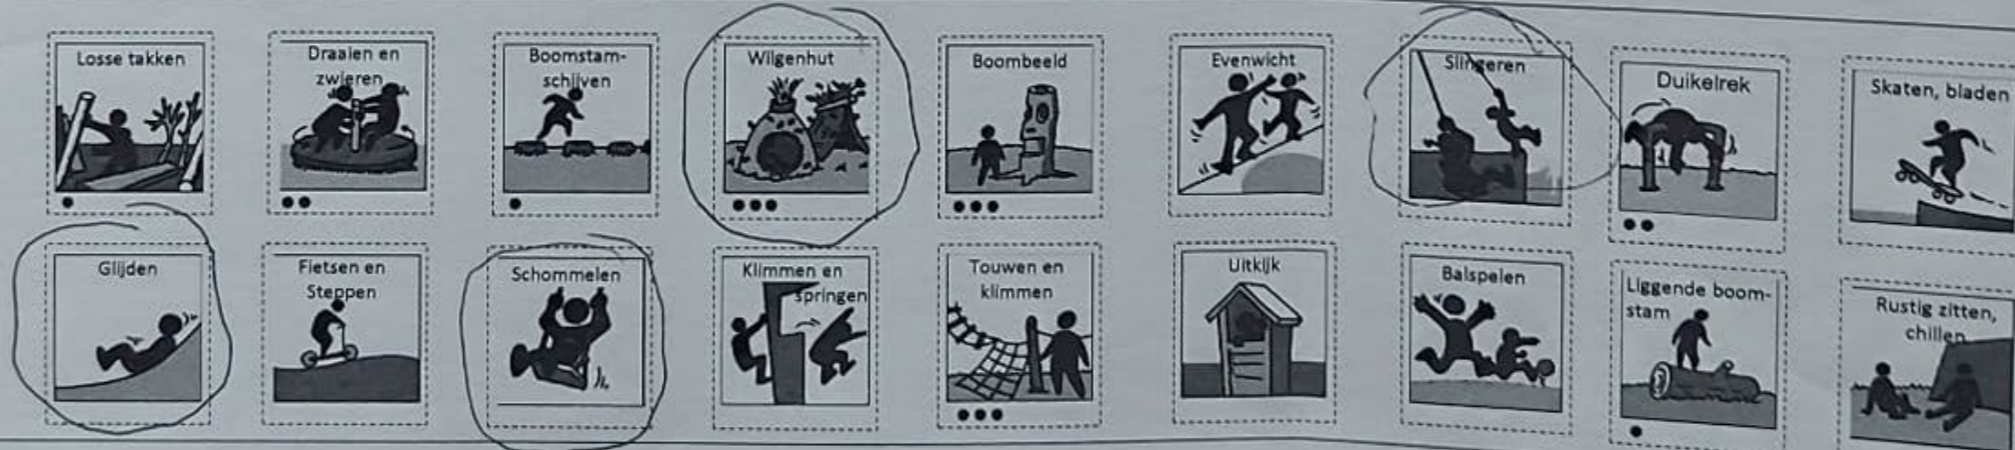 Losse takken
Draaien en
zwieren
Boomstam-
schijven
Wilgenhut
Boombeeld
Evenwicht
Slingeren
Duikelrek
Skaten, bladen
Glijden
Fietsen en
Steppen
Schommelen
Klimmen en
springen
Touwen en
klimmen
Uitkijk
Balspelen
Liggende boom-
stam
Rustig zitten,
chillen